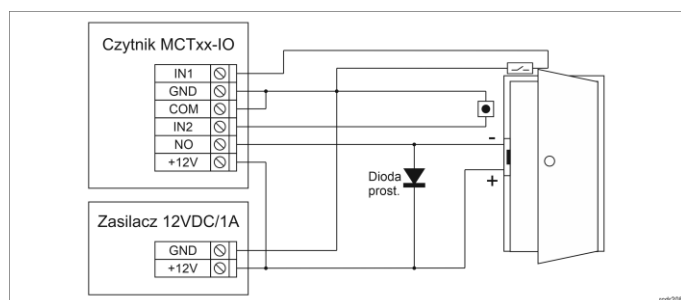 Czytnik MCTxx-IO
IN1
GND
COM
IN2
NO
+12V
-
+
Dioda
prost.
Zasilacz 12VDC/1A
GND
+12V